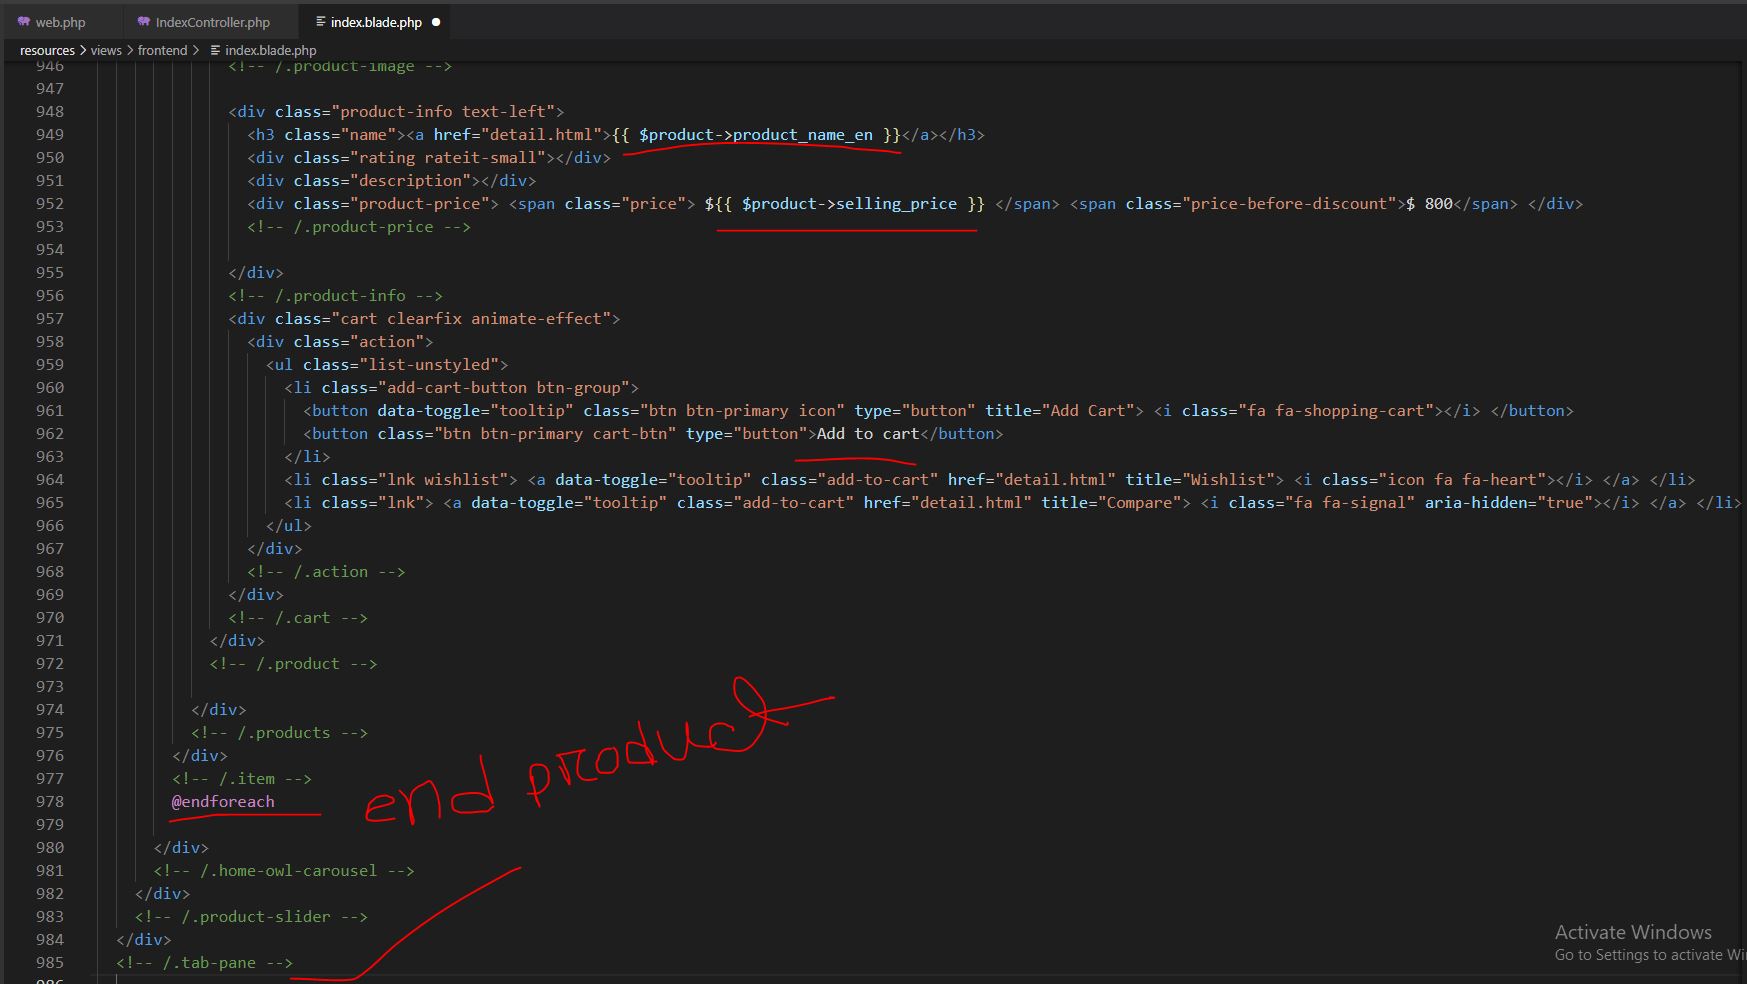 web.php IndexController.php index.blade.php
resources > views > frontend > index.blade.php
946 <!-- /.product-image -->
947
948 <div class="product-info text-left">
949 <h3 class="name"><a href="detail.html">{{ $product->product_name_en }}</a></h3>
950 <div class="rating rateit-small"></div>
951 <div class="description"></div>
952 <div class="product-price"> <span class="price"> ${{ $product->selling_price }} </span> <span class="price-before-discount">$ 800</span> </div>
953 <!-- /.product-price -->
954
955 </div>
956 <!-- /.product-info -->
957 <div class="cart clearfix animate-effect">
958 <div class="action">
959 <ul class="list-unstyled">
960 <li class="add-cart-button btn-group">
961 <button data-toggle="tooltip" class="btn btn-primary icon" type="button" title="Add Cart"> <i class="fa fa-shopping-cart"></i> </button>
962 <button class="btn btn-primary cart-btn" type="button">Add to cart</button>
963 </li>
964 <li class="lnk wishlist"> <a data-toggle="tooltip" class="add-to-cart" href="detail.html" title="Wishlist"> <i class="icon fa fa-heart"></i> </a> </li>
965 <li class="lnk"> <a data-toggle="tooltip" class="add-to-cart" href="detail.html" title="Compare"> <i class="fa fa-signal" aria-hidden="true"></i> </a> </li>
966 </ul>
967 </div>
968 <!-- /.action -->
969 </div>
970 <!-- /.cart -->
971 </div>
972 <!-- /.product -->
973
974 </div>
975 <!-- /.products -->
976 </div>
977 <!-- /.item -->
978 @endforeach
end product
979
980 </div>
981 <!-- /.home-owl-carousel -->
982 </div>
983 <!-- /.product-slider -->
984 </div>
985 <!-- /.tab-pane -->
986
Activate Windows
Go to Settings to activate Wi